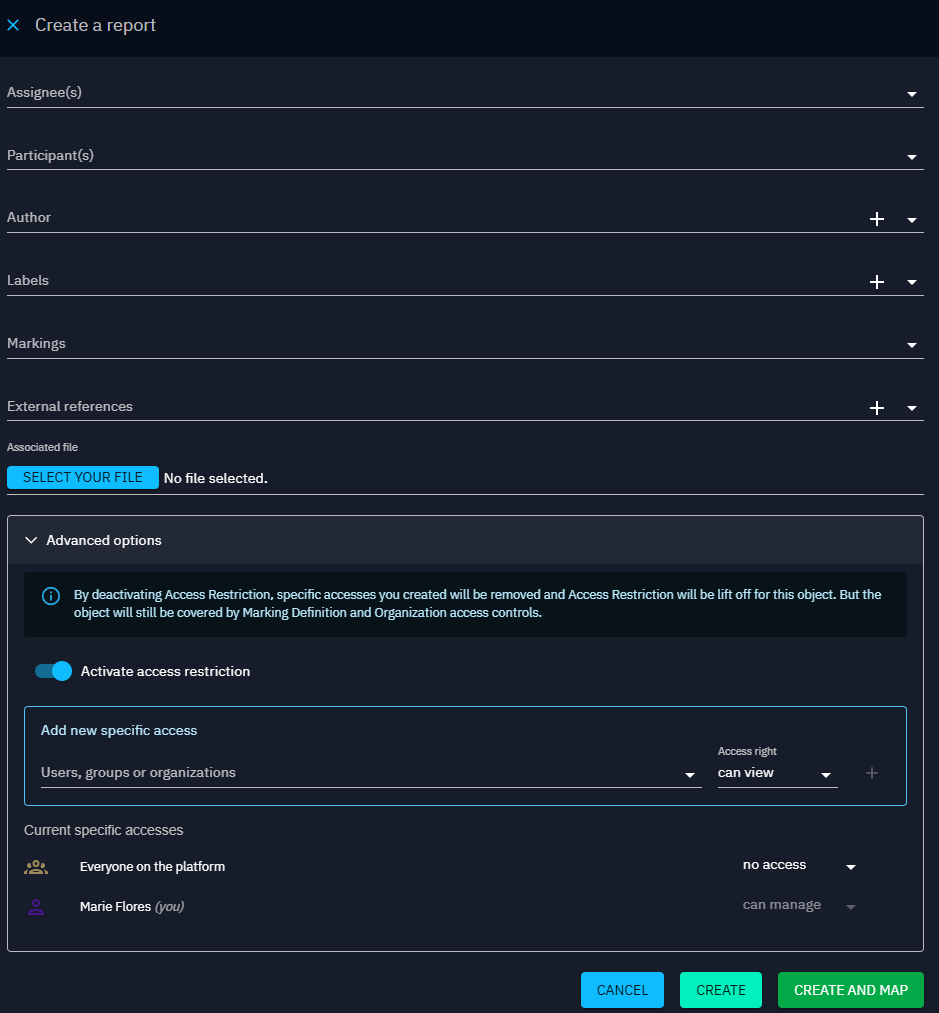 Create a report
Assignee(s)
Participant(s)
Author
Labels
Markings
External references
Associated file
SELECT YOUR FILE No file selected.
Advanced options
By deactivating Access Restriction, specific accesses you created will be removed and Access Restriction will be lift off for this object. But the
object will still be covered by Marking Definition and Organization access controls.
Activate access restriction
Add new specific access
Access right
Users, groups or organizations can view
Current specific accesses
Everyone on the platform no access
Marie Flores (you) can manage
CANCEL CREATE CREATE AND MAP